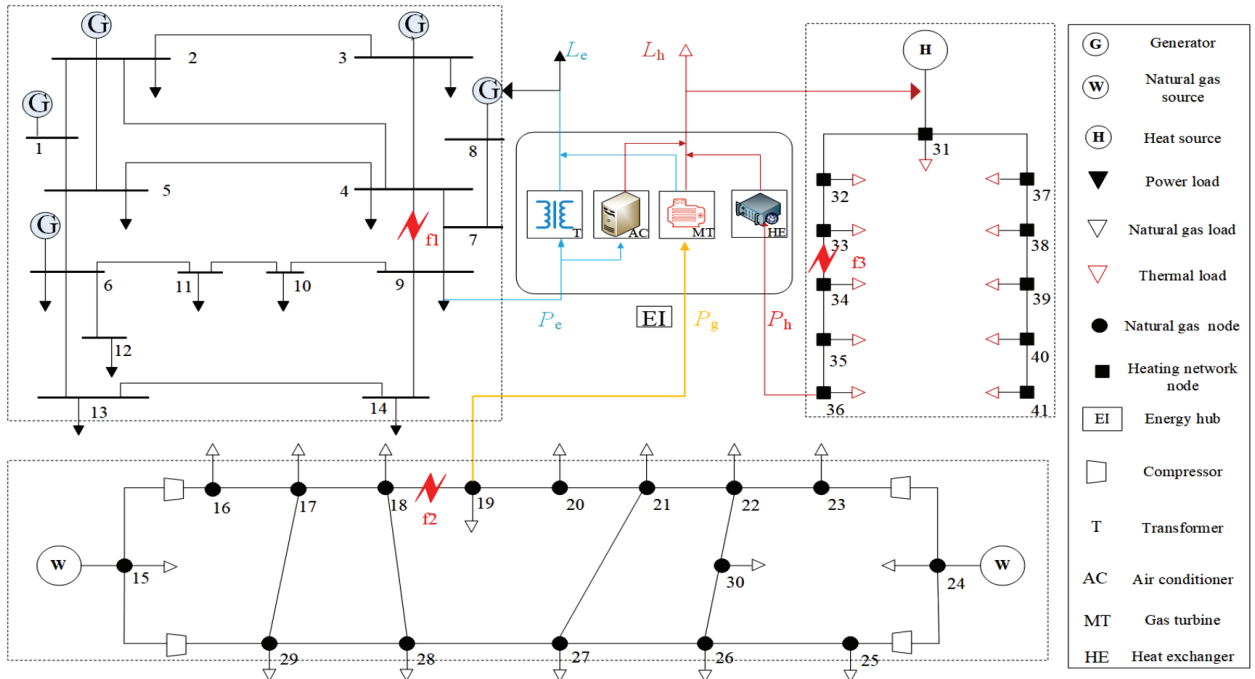 G
G
G
G
G
2
3
1
8
5
4
7
f1
6
11
10
9
12
13
14
Le
Lh
T
AC
MT
HE
Pe
EI
Pg
Ph
H
31
32
37
33
38
f3
34
39
35
40
36
41
16
17
18
f2
19
20
21
22
23
W
15
30
24
W
29
28
27
26
25
G Generator
W Natural gas
source
H Heat source
Power load
Natural gas load
Thermal load
Natural gas node
Heating network
node
EI Energy hub
Compressor
T Transformer
AC Air conditioner
MT Gas turbine
HE Heat exchanger